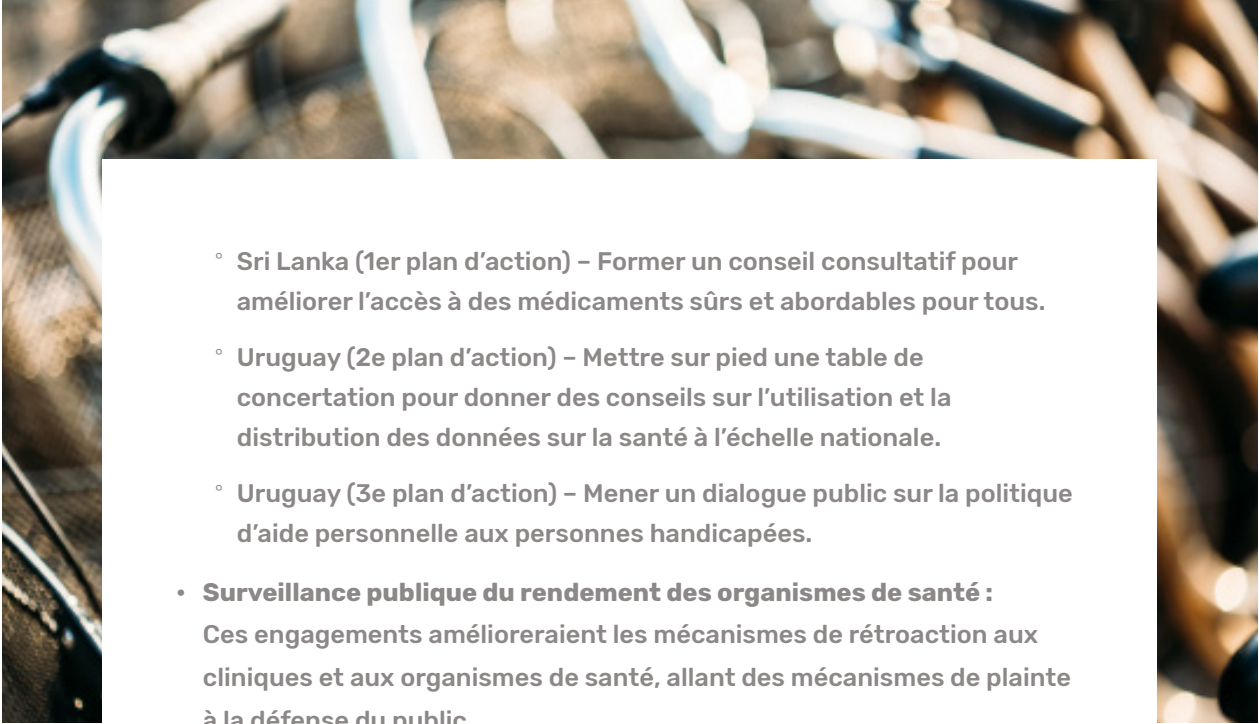 ° Sri Lanka (1er plan d’action) – Former un conseil consultatif pour
améliorer l’accès à des médicaments sûrs et abordables pour tous.
° Uruguay (2e plan d’action) – Mettre sur pied une table de
concertation pour donner des conseils sur l’utilisation et la
distribution des données sur la santé à l’échelle nationale.
° Uruguay (3e plan d’action) – Mener un dialogue public sur la politique
d’aide personnelle aux personnes handicapées.
• Surveillance publique du rendement des organismes de santé :
Ces engagements amélioreraient les mécanismes de rétroaction aux
cliniques et aux organismes de santé, allant des mécanismes de plainte
à la défense du public